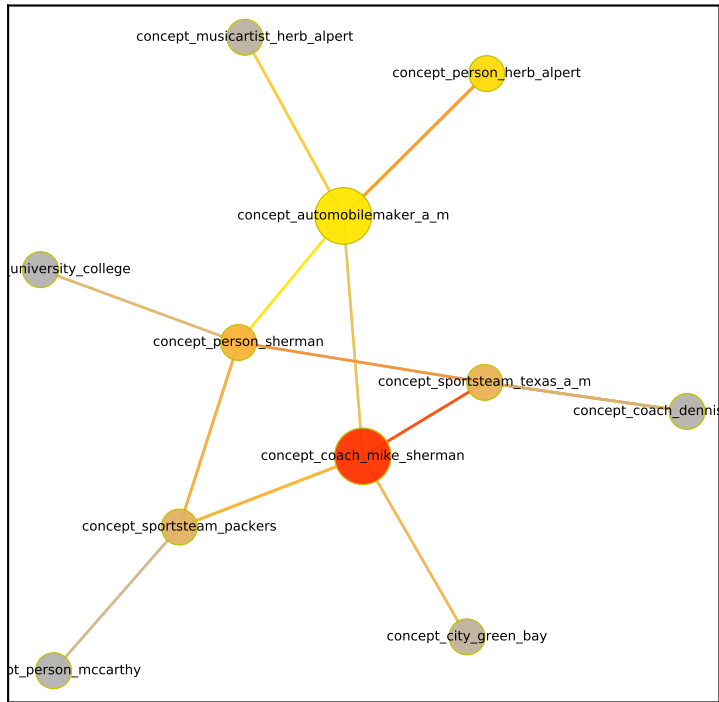 concept_musicartist_herb_alpert
concept_person_herb_alpert
concept_automobilemaker_a_m
university_college
concept_person_sherman
concept_sportsteam_texas_a_m
concept_coach_dennis
concept_coach_mike_sherman
concept_sportsteam_packers
concept_city_green_bay
pt_person_mccarthy